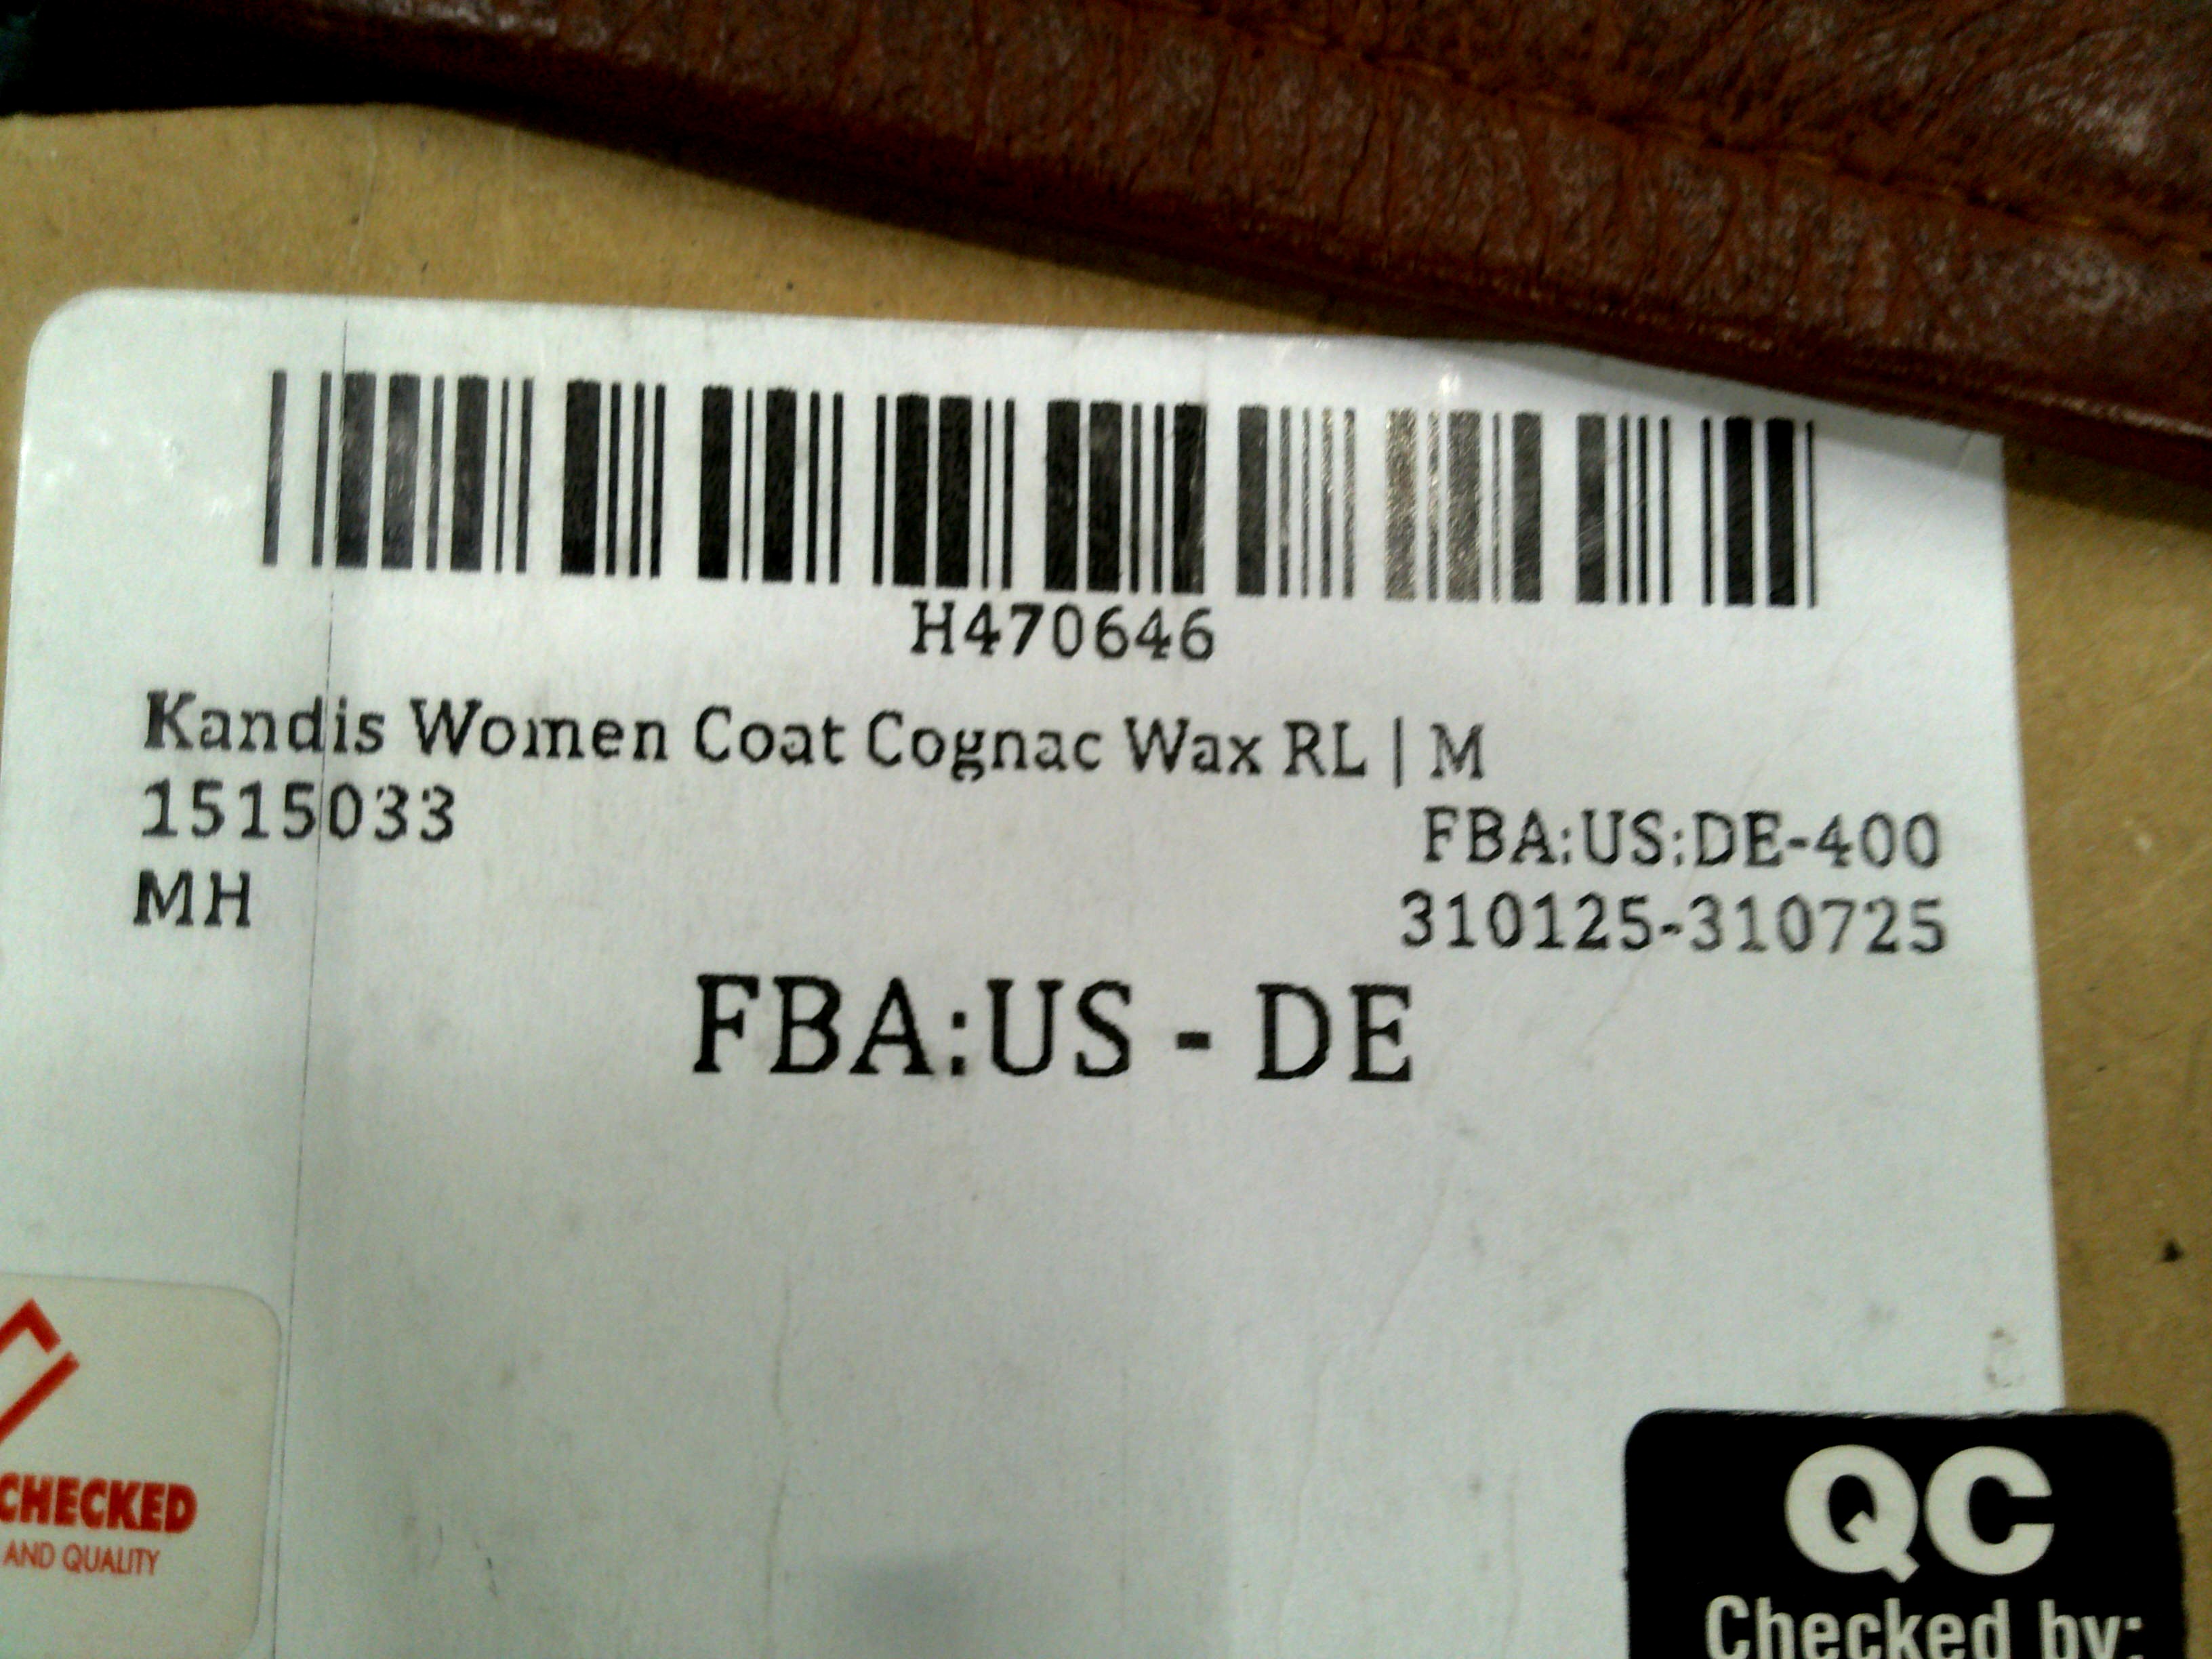 H470646
Kandis Women Coat Cognac Wax RL | M
1515033
FBA:US:DE-400
MH
310125-310725
FBA:US - DE
CHECKED
AND QUALITY
QC
Checked by: